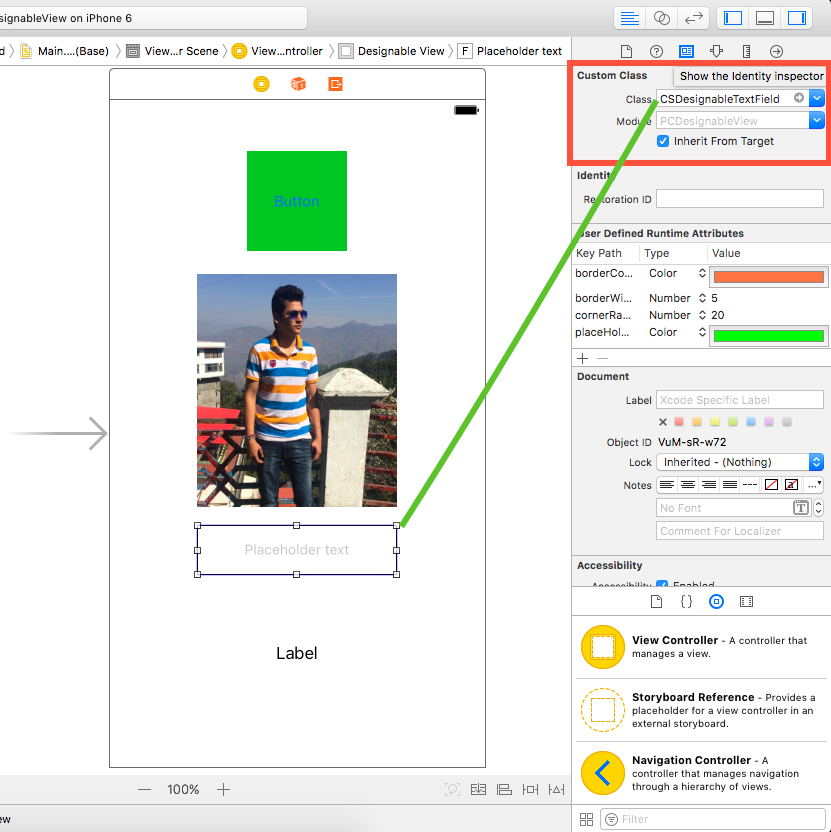 esignableView on iPhone 6
d Main....(Base) View...r Scene View...ntroller Designable View F Placeholder text
Custom Class
Show the Identity inspector
Class CSDesignableTextField
Module PCDesignableView
Inherit From Target
Identity
Restoration ID
User Defined Runtime Attributes
Key Path Type Value
borderCo... Color
borderWi... Number 5
cornerRa... Number 20
placeHol... Color
Document
Label Xcode Specific Label
Object ID VuM-sR-w72
Lock Inherited - (Nothing)
Notes
No Font T
Comment For Localizer
Accessibility
Accessibility Enabled
View Controller - A controller that
manages a view.
Storyboard Reference - Provides a
placeholder for a view controller in an
external storyboard.
Navigation Controller - A
controller that manages navigation
through a hierarchy of views.
Filter
Button
Placeholder text
Label
100%
ew